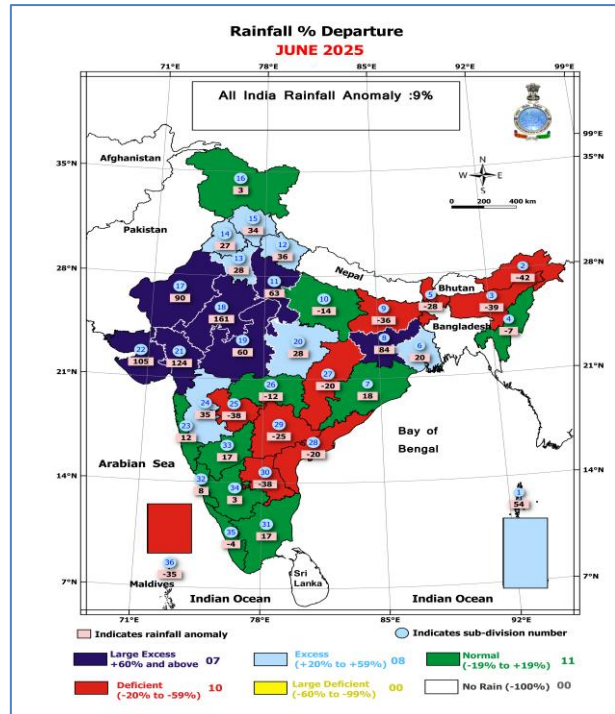 Rainfall % Departure
JUNE 2025
71°E 78°E 85°E 92°E 99°E
All India Rainfall Anomaly :9%
99°E
35°N
35°N
Afghanistan
N
W E
S
0 200 400 km
16
3
Pakistan
15
34
14
27
12
36
13
28
28°N
28°N
Nepal
11
63
17
90
10
-14
18
161
Bhutan
2
-42
5
-28
3
-39
9
-36
Bangladesh
4
-7
8
84
6
20
19
60
20
28
22
105
21
124
21°N
21°N
27
-20
7
18
26
-12
24
35
25
-38
23
12
29
-25
28
-20
33
17
Bay of
Bengal
Arabian Sea
14°N
14°N
30
-38
32
8
34
3
1
54
31
17
35
-4
36
-35
Sri
Lanka
7°N
7°N
Maldives
Indian Ocean Indian Ocean
71°E 78°E 85°E 92°E
Indicates rainfall anomaly Indicates sub-division number
Large Excess
+60% and above 07
Excess
(+20% to +59%) 08
Normal
(-19% to +19%) 11
Deficient
(-20% to -59%) 10
Large Deficient
(-60% to -99%) 00
No Rain (-100%) 00